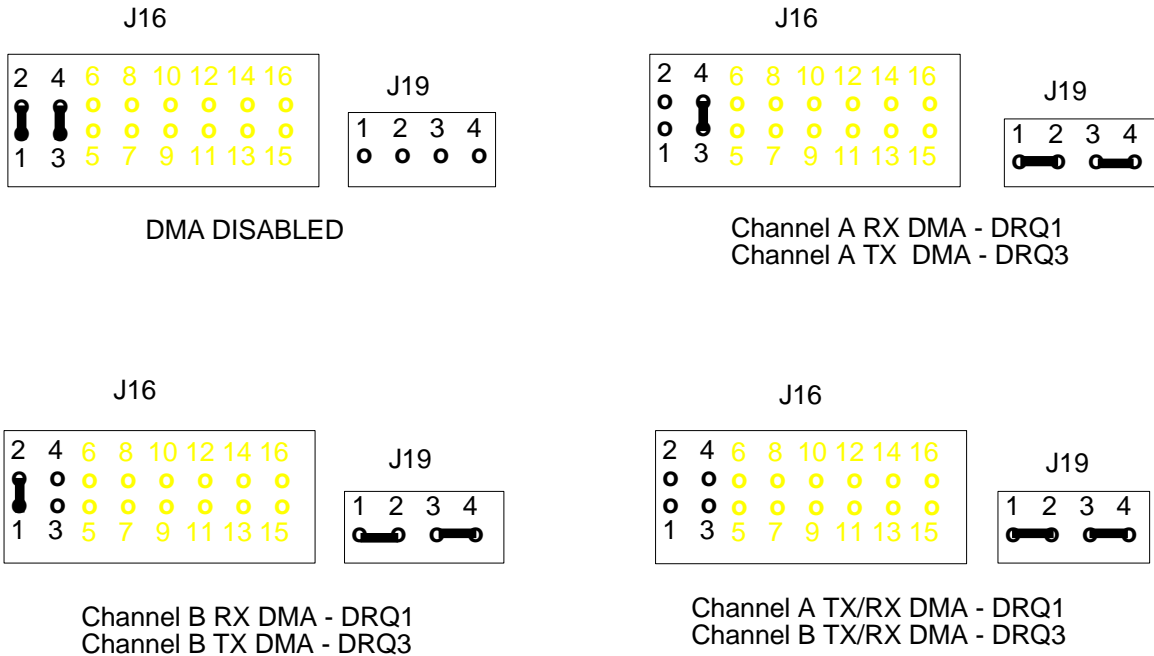 J16
2 4 6 8 10 12 14 16
1 3 5 7 9 11 13 15
J19
1 2 3 4
DMA DISABLED
J16
2 4 6 8 10 12 14 16
1 3 5 7 9 11 13 15
J19
1 2 3 4
Channel A RX DMA - DRQ1
Channel A TX DMA - DRQ3
J16
2 4 6 8 10 12 14 16
1 3 5 7 9 11 13 15
J19
1 2 3 4
Channel B RX DMA - DRQ1
Channel B TX DMA - DRQ3
J16
2 4 6 8 10 12 14 16
1 3 5 7 9 11 13 15
J19
1 2 3 4
Channel A TX/RX DMA - DRQ1
Channel B TX/RX DMA - DRQ3